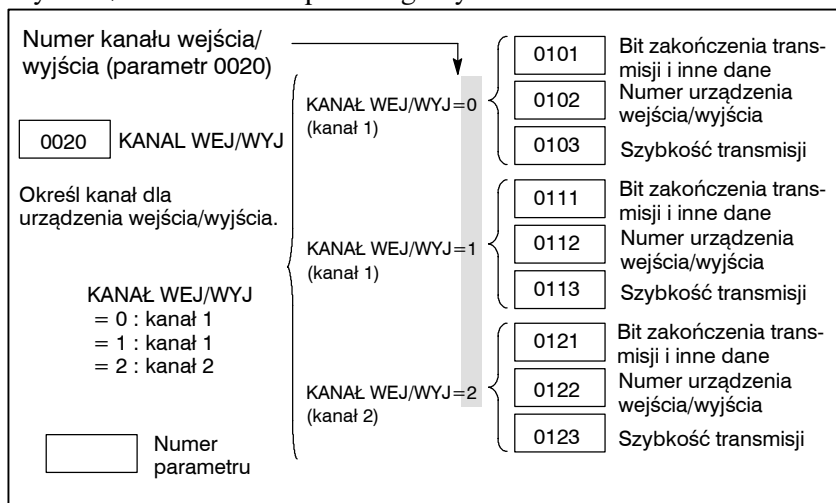 Numer kanału wejścia/
wyjścia (parametr 0020)
0020 KANAL WEJ/WYJ
Określ kanał dla
urządzenia wejścia/wyjścia.
KANAŁ WEJ/WYJ
= 0 : kanał 1
= 1 : kanał 1
= 2 : kanał 2
Numer
parametru
KANAŁ WEJ/WYJ=0
(kanał 1)
0101 Bit zakończenia trans-
misji i inne dane
0102 Numer urządzenia
wejścia/wyjścia
0103 Szybkość transmisji
KANAŁ WEJ/WYJ=1
(kanał 1)
0111 Bit zakończenia trans-
misji i inne dane
0112 Numer urządzenia
wejścia/wyjścia
0113 Szybkość transmisji
KANAŁ WEJ/WYJ=2
(kanał 2)
0121 Bit zakończenia trans-
misji i inne dane
0122 Numer urządzenia
wejścia/wyjścia
0123 Szybkość transmisji